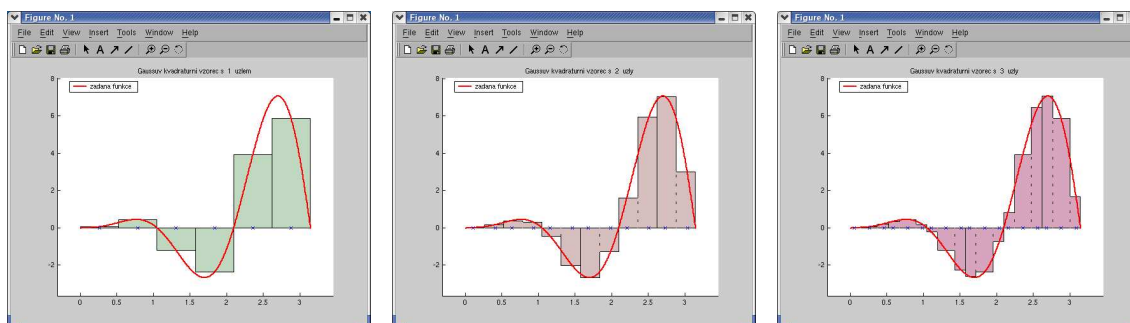 Figure No. 1
File Edit View Insert Tools Window Help
Gaussuv kvadraturni vzorec s 1 uzlem
zadana funkce
8
6
4
2
0
-2
0 0.5 1 1.5 2 2.5 3
Figure No. 1
File Edit View Insert Tools Window Help
Gaussuv kvadraturni vzorec s 2 uzly
zadana funkce
8
6
4
2
0
-2
0 0.5 1 1.5 2 2.5 3
Figure No. 1
File Edit View Insert Tools Window Help
Gaussuv kvadraturni vzorec s 3 uzly
zadana funkce
8
6
4
2
0
-2
0 0.5 1 1.5 2 2.5 3